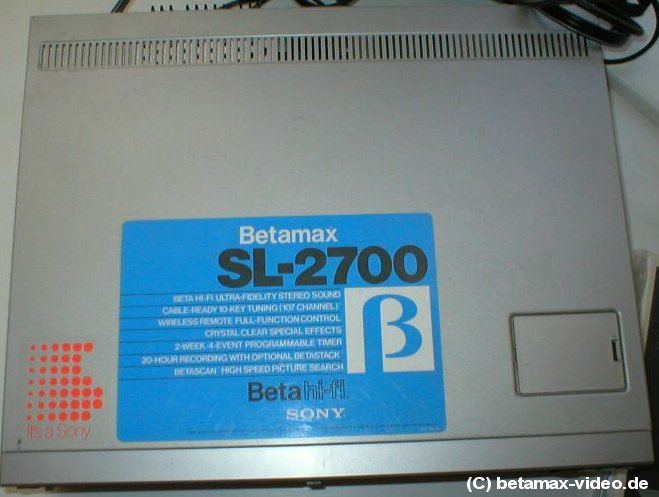 Betamax
SL-2700
BETA HI-FI ULTRA-FIDELITY STEREO SOUND
CABLE-READY 10-KEY TUNING (107 CHANNEL)*
WIRELESS REMOTE FULL-FUNCTION CONTROL
CRYSTAL CLEAR SPECIAL EFFECTS
2-WEEK 4-EVENT PROGRAMMABLE TIMER
20-HOUR RECORDING WITH OPTIONAL BETASTACK
BETASCAN HIGH SPEED PICTURE SEARCH
β
Beta hi-fi
SONY
It's a Sony
(C) betamax-video.de